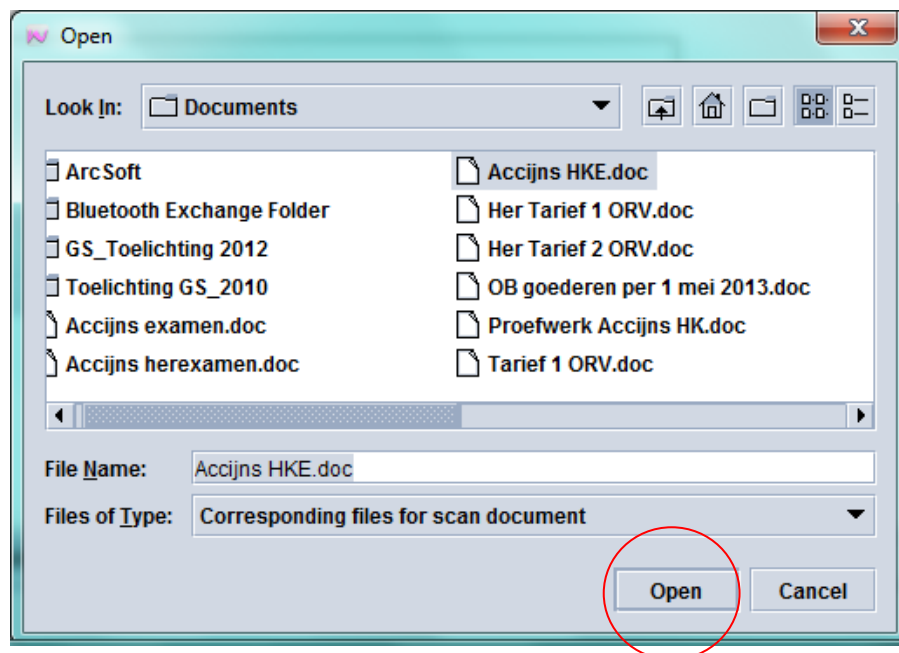 Open
Look In: Documents
ArcSoft
Bluetooth Exchange Folder
GS_Toelichting 2012
Toelichting GS_2010
Accijns examen.doc
Accijns herexamen.doc
Accijns HKE.doc
Her Tarief 1 ORV.doc
Her Tarief 2 ORV.doc
OB goederen per 1 mei 2013.doc
Proefwerk Accijns HK.doc
Tarief 1 ORV.doc
File Name: Accijns HKE.doc
Files of Type: Corresponding files for scan document
Open Cancel